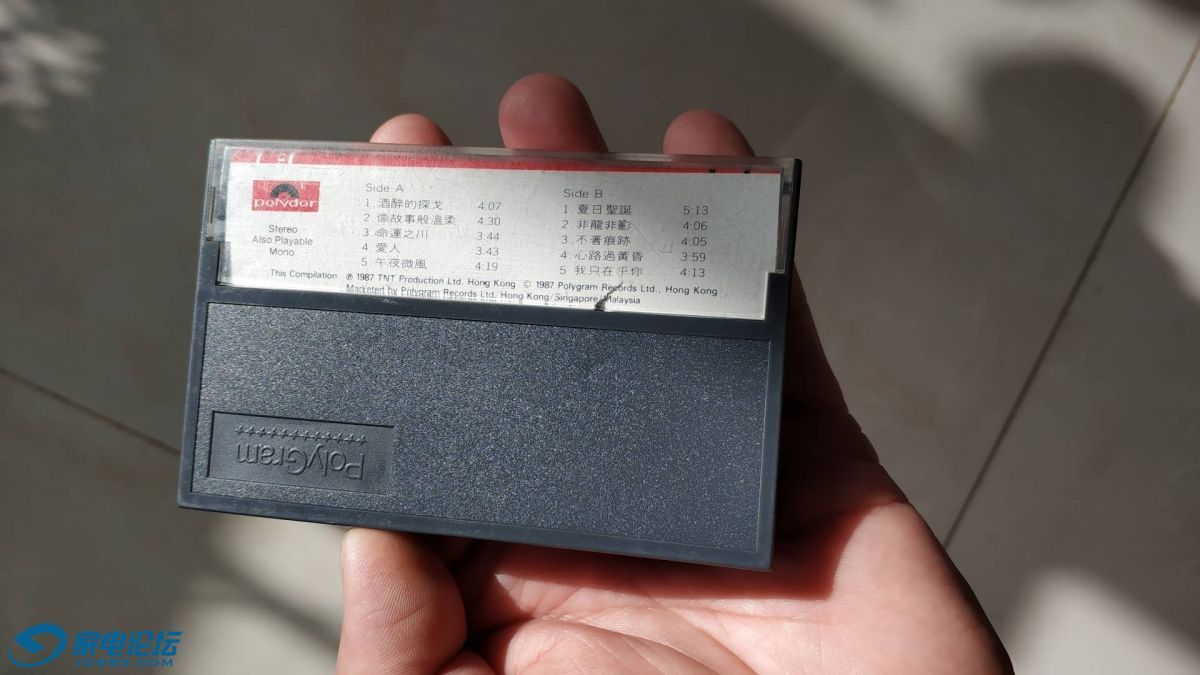 polydor
Stereo
Also Playable
Mono
Side A
1. 酒醉的探戈 4:07
2. 像故事般溫柔 4.30
3. 命運之川 3:44
4. 愛人 3:43
5. 午夜微風 4:19
Side B
1. 夏日聖誕 5:13
2. 非龍非彲 4:06
3. 不著痕跡 4:05
4. 心路過黃昏 3:59
5 我只在乎你 4:13
This Compilation ℗ 1987 TNT Production Ltd. Hong Kong © 1987 Polygram Records Ltd., Hong Kong
Marketed by Polygram Records Ltd. Hong Kong/Singapore/Malaysia
PolyGram
家电论坛